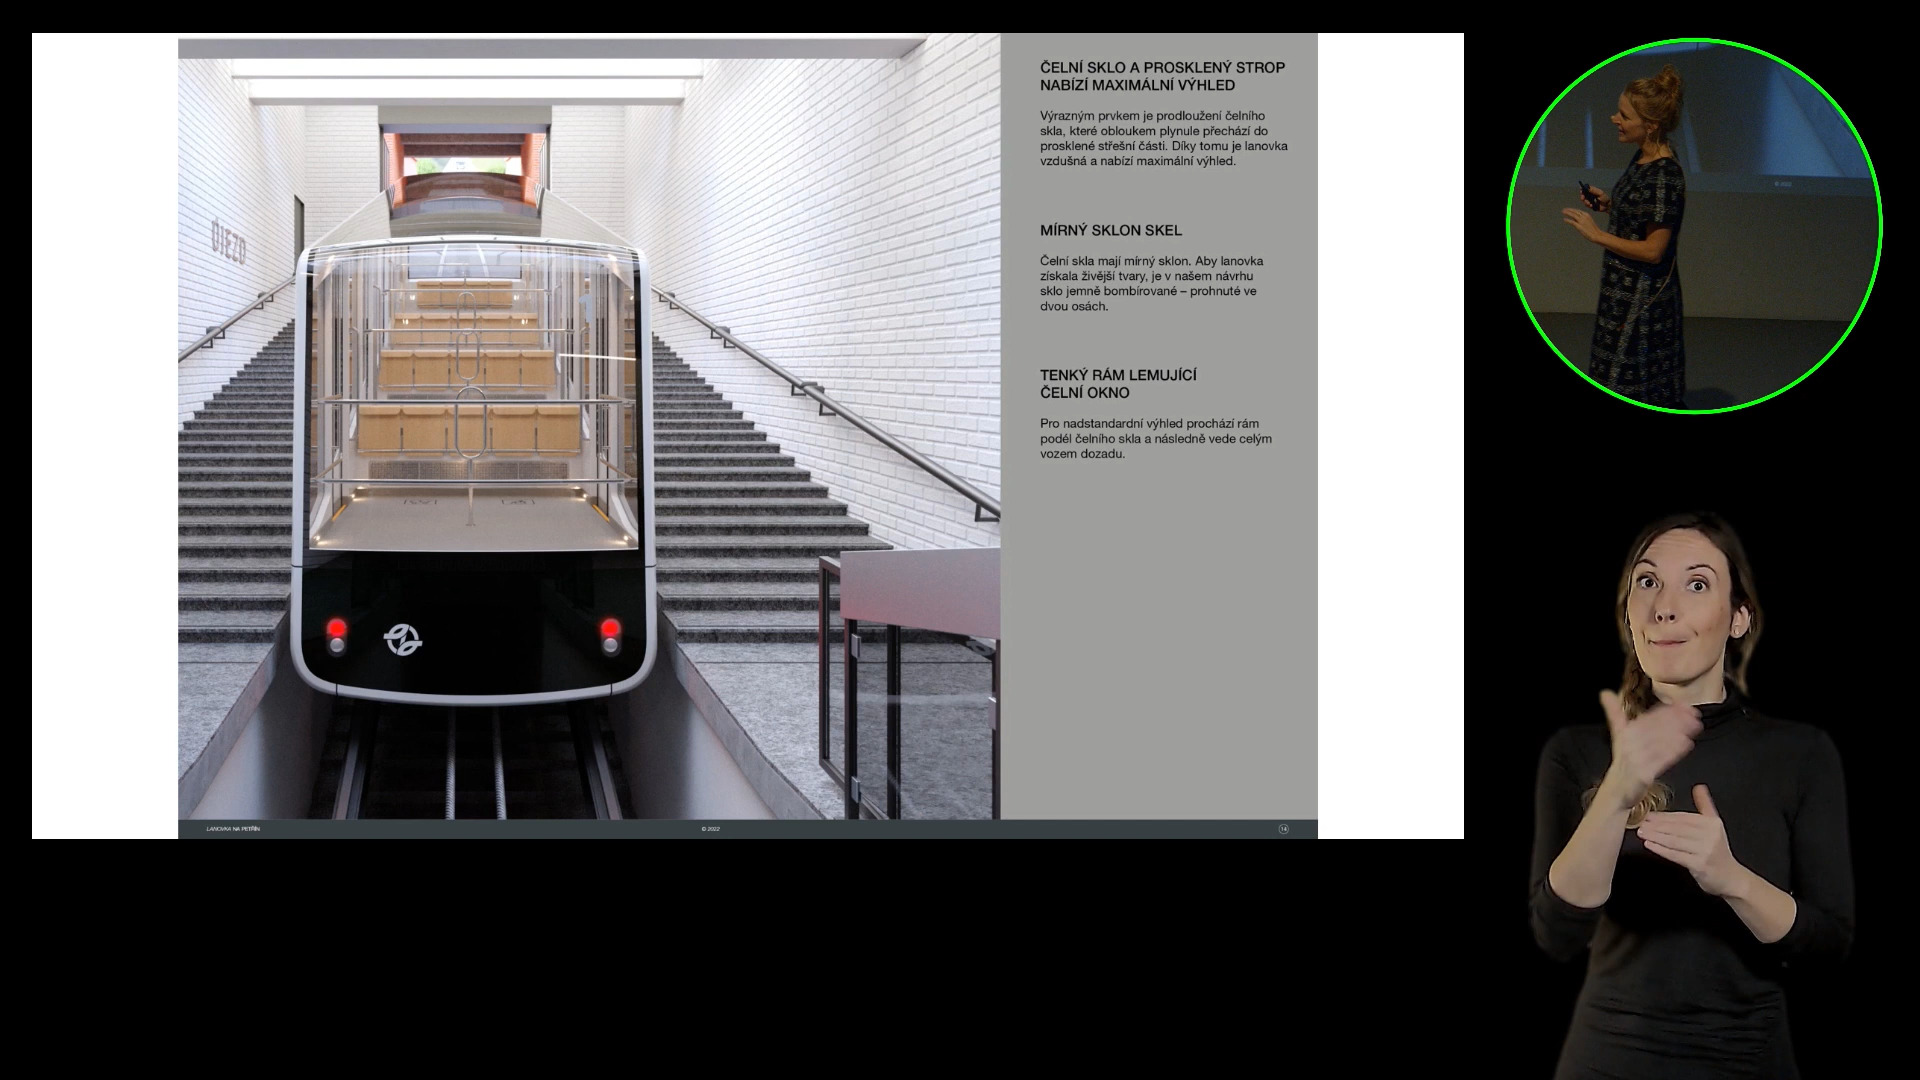 ÚJEZD
ČELNÍ SKLO A PROSKLENÝ STROP
NABÍZÍ MAXIMÁLNÍ VÝHLED
Výrazným prvkem je prodloužení čelního
skla, které obloukem plynule přechází do
prosklené střešní části. Díky tomu je lanovka
vzdušná a nabízí maximální výhled.
MÍRNÝ SKLON SKEL
Čelní skla mají mírný sklon. Aby lanovka
získala živější tvary, je v našem návrhu
sklo jemně bombírované – prohnuté ve
dvou osách.
TENKÝ RÁM LEMUJÍCÍ
ČELNÍ OKNO
Pro nadstandardní výhled prochází rám
podél čelního skla a následně vede celým
vozem dozadu.
LANOVKA NA PETŘÍN
© 2022
14
© 2022